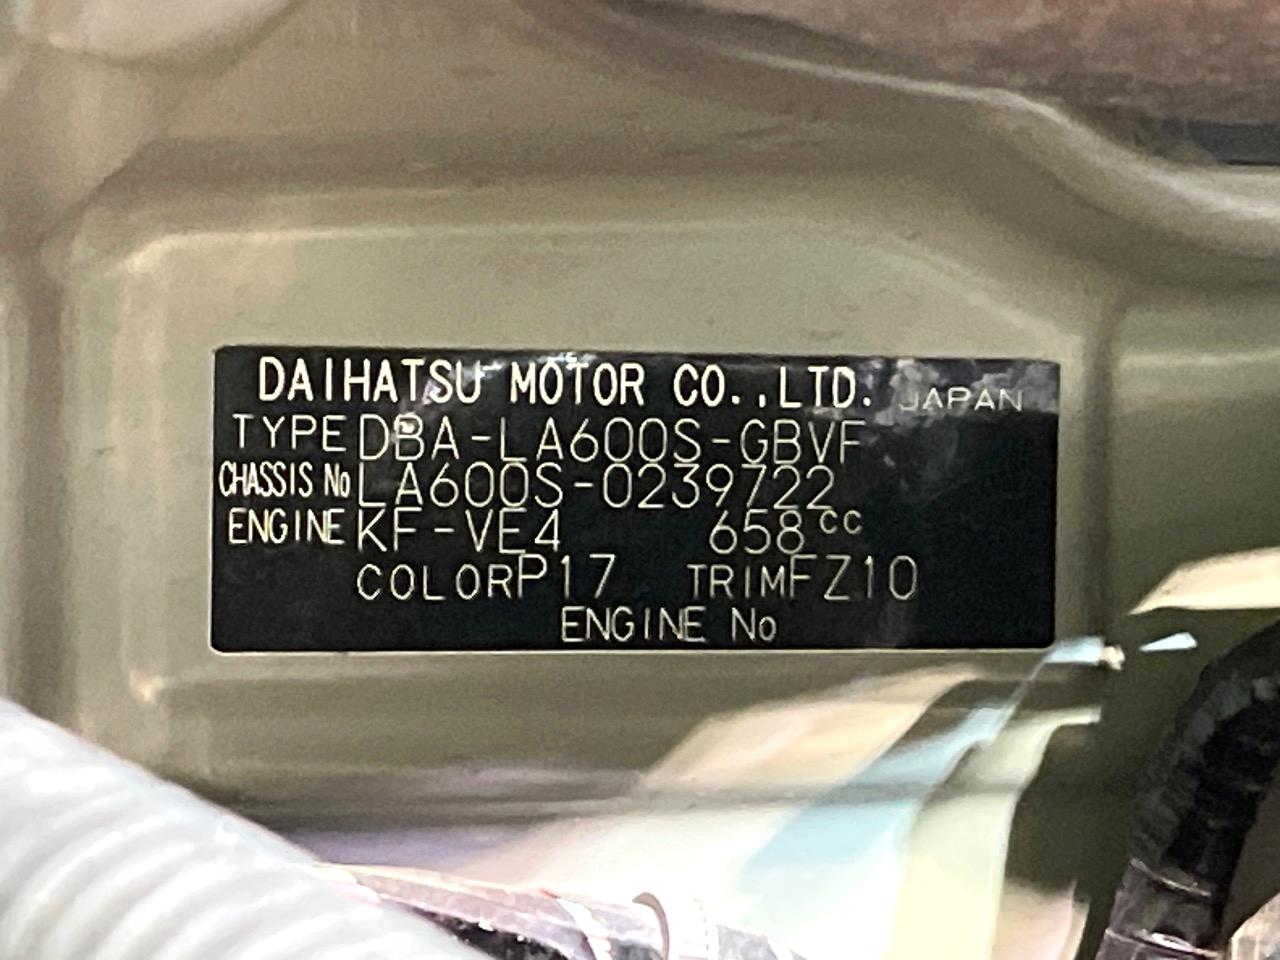 DAIHATSU MOTOR CO.,LTD. JAPAN
TYPE DBA-LA600S-GBVF
CHASSIS No LA600S-0239722
ENGINE KF-VE4 658cc
COLOR P17 TRIM FZ10
ENGINE No